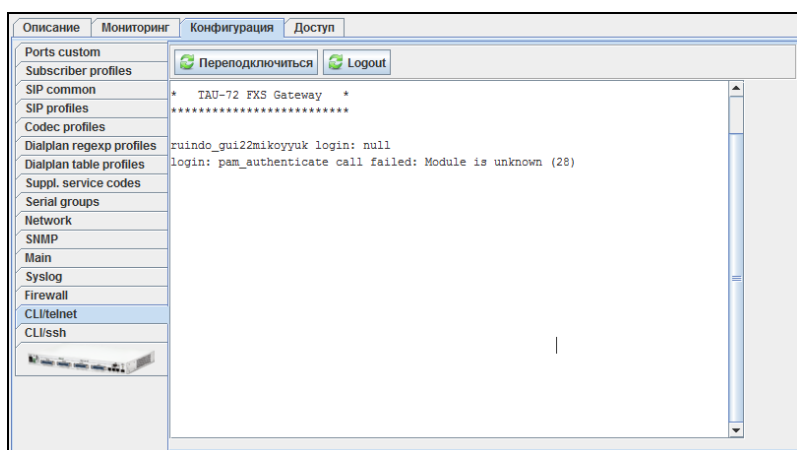 Описание Мониторинг Конфигурация Доступ
Ports custom
Subscriber profiles
SIP common
SIP profiles
Codec profiles
Dialplan regexp profiles
Dialplan table profiles
Suppl. service codes
Serial groups
Network
SNMP
Main
Syslog
Firewall
CLI/telnet
CLI/ssh
Переподключиться Logout
* TAU-72 FXS Gateway *
**************************
ruindo_gui22mikoyyuk login: null
login: pam_authenticate call failed: Module is unknown (28)